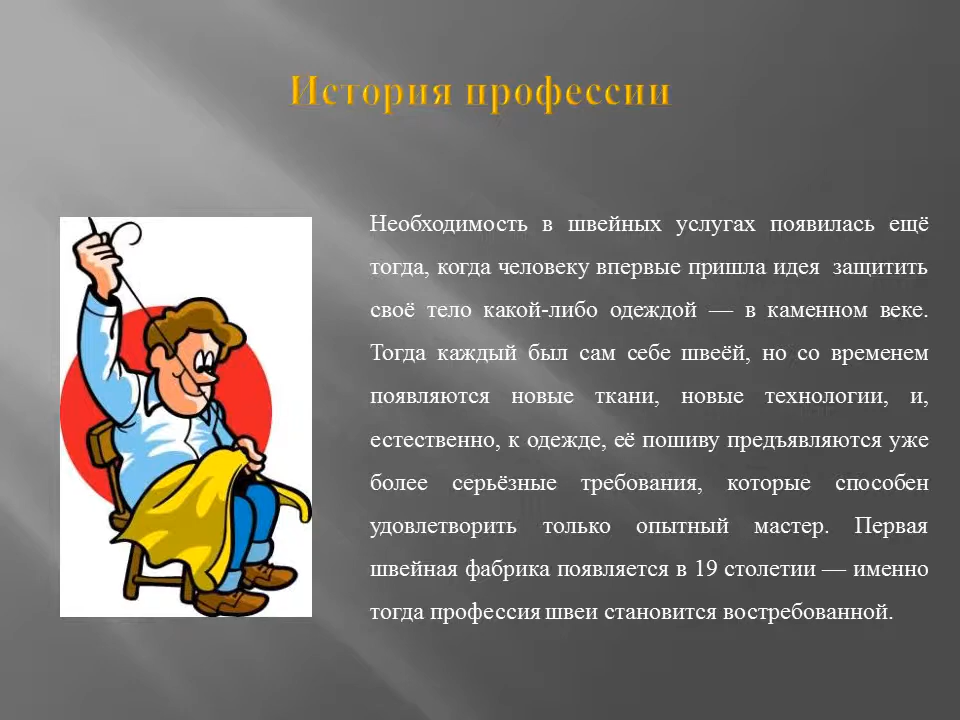 История профессии
Необходимость в швейных услугах появилась ещё
тогда, когда человеку впервые пришла идея защитить
своё тело какой-либо одеждой — в каменном веке.
Тогда каждый был сам себе швеёй, но со временем
появляются новые ткани, новые технологии, и,
естественно, к одежде, её пошиву предъявляются уже
более серьёзные требования, которые способен
удовлетворить только опытный мастер. Первая
швейная фабрика появляется в 19 столетии — именно
тогда профессия швеи становится востребованной.